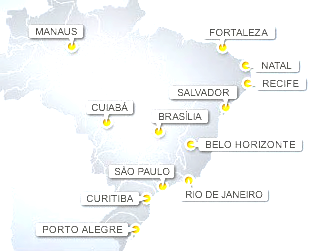 MANAUS
FORTALEZA
NATAL
RECIFE
SALVADOR
CUIABÁ
BRASÍLIA
BELO HORIZONTE
SÃO PAULO
RIO DE JANEIRO
CURITIBA
PORTO ALEGRE